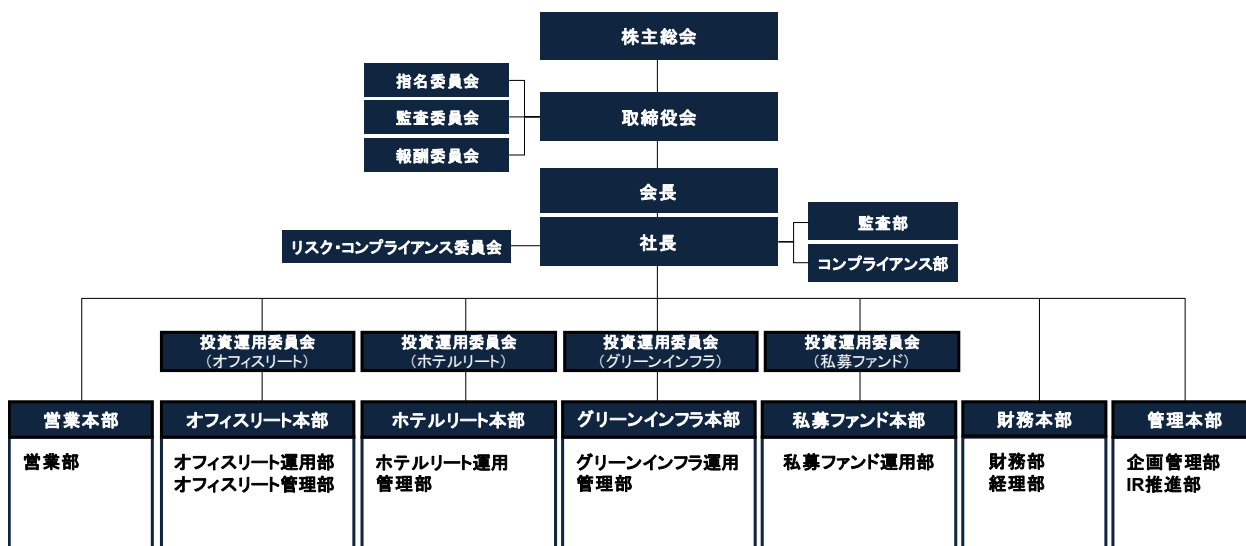 株主総会
指名委員会
監査委員会
報酬委員会
取締役会
会長
社長
リスク・コンプライアンス委員会
監査部
コンプライアンス部
投資運用委員会
（オフィスリート）
投資運用委員会
（ホテルリート）
投資運用委員会
（グリーンインフラ）
投資運用委員会
（私募ファンド）
営業本部
営業部
オフィスリート本部
オフィスリート運用部
オフィスリート管理部
ホテルリート本部
ホテルリート運用
管理部
グリーンインフラ本部
グリーンインフラ運用
管理部
私募ファンド本部
私募ファンド運用部
財務本部
財務部
経理部
管理本部
企画管理部
IR推進部